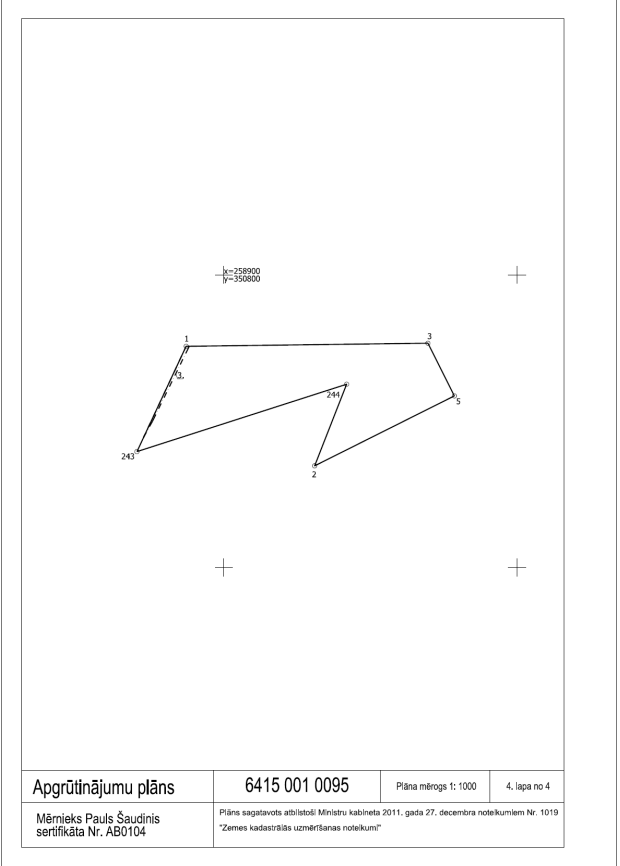 x=258900
y=350800
1
3
3.
244
5
243
2
Apgrūtinājumu plāns
6415 001 0095
Plāna mērogs 1: 1000
4. lapa no 4
Mērnieks Pauls Šaudinis
sertifikāta Nr. AB0104
Plāns sagatavots atbilstoši Ministru kabineta 2011. gada 27. decembra noteikumiem Nr. 1019
"Zemes kadastrālās uzmērīšanas noteikumi"